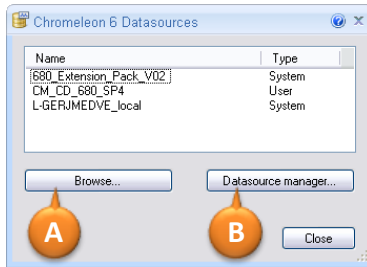 Chromeleon 6 Datasources
Name Type
680_Extension_Pack_V02 System
CM_CD_680_SP4 User
L-GERJMEDVE_local System
Browse... Datasource manager...
A B
Close